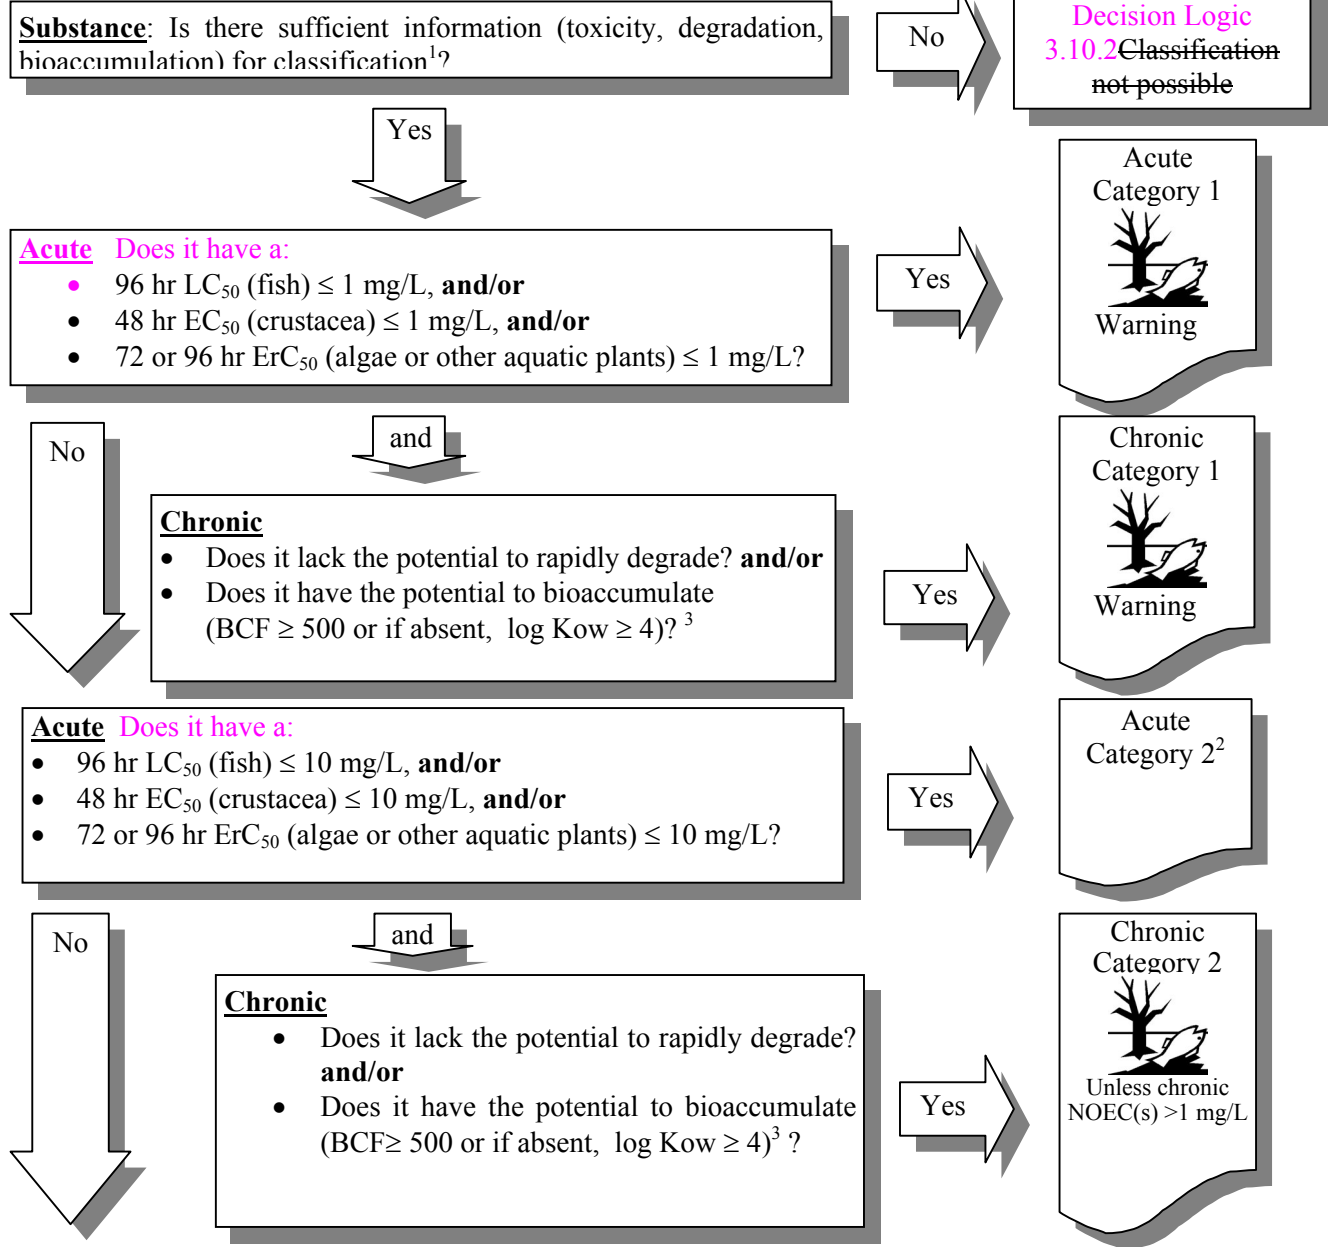 Substance: Is there sufficient information (toxicity, degradation,
bioaccumulation) for classification1?
No
Decision Logic
3.10.2Classification
not possible
Yes
Acute Does it have a:
• 96 hr LC50 (fish) ≤ 1 mg/L, and/or
• 48 hr EC50 (crustacea) ≤ 1 mg/L, and/or
• 72 or 96 hr ErC50 (algae or other aquatic plants) ≤ 1 mg/L?
Yes
Acute
Category 1
Warning
No
and
Chronic
• Does it lack the potential to rapidly degrade? and/or
• Does it have the potential to bioaccumulate
(BCF ≥ 500 or if absent, log Kow ≥ 4)? 3
Yes
Chronic
Category 1
Warning
Acute Does it have a:
• 96 hr LC50 (fish) ≤ 10 mg/L, and/or
• 48 hr EC50 (crustacea) ≤ 10 mg/L, and/or
• 72 or 96 hr ErC50 (algae or other aquatic plants) ≤ 10 mg/L?
Yes
Acute
Category 22
No
and
Chronic
• Does it lack the potential to rapidly degrade?
and/or
• Does it have the potential to bioaccumulate
(BCF≥ 500 or if absent, log Kow ≥ 4)3 ?
Yes
Chronic
Category 2
Unless chronic
NOEC(s) >1 mg/L